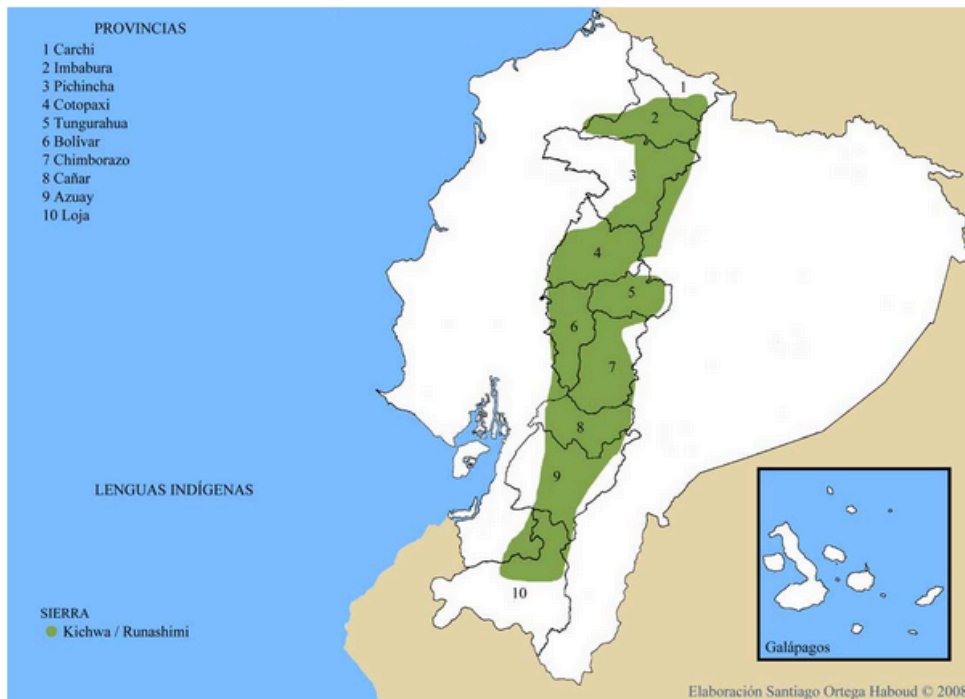 PROVINCIAS
1 Carchi
2 Imbabura
3 Pichincha
4 Cotopaxi
5 Tungurahua
6 Bolívar
7 Chimborazo
8 Cañar
9 Azuay
10 Loja
1
2
3
4
5
6
7
8
9
10
LENGUAS INDÍGENAS
SIERRA
Kichwa / Runashimi
Galápagos
Elaboración Santiago Ortega Haboud © 2008